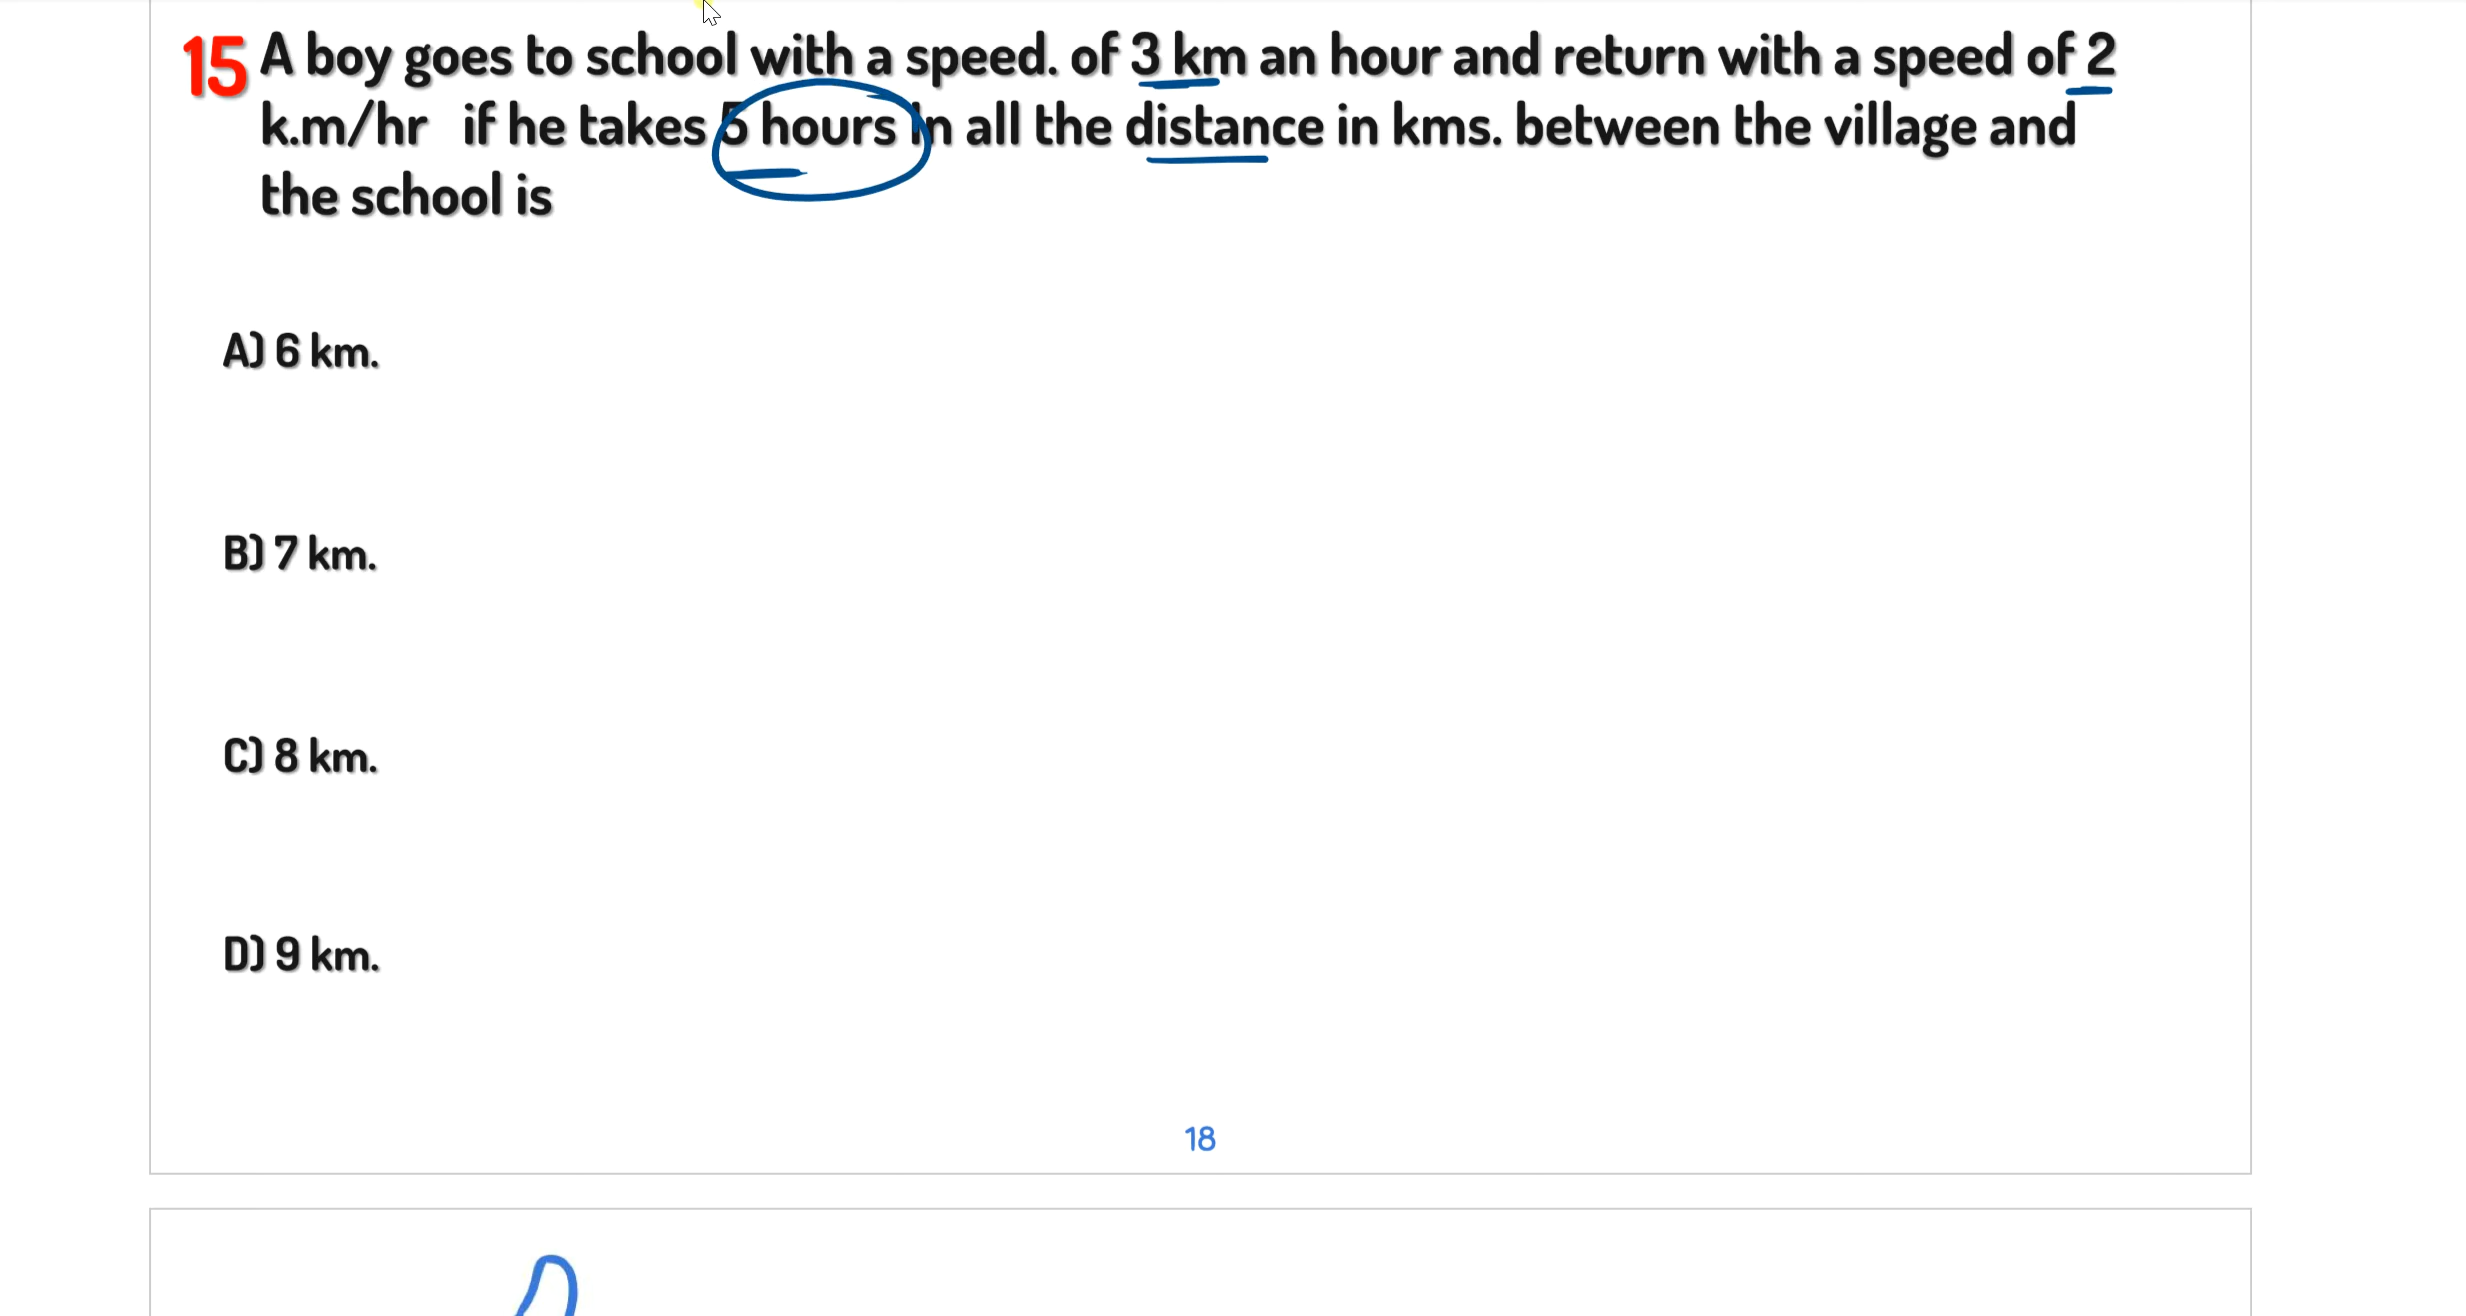 15 A boy goes to school with a speed. of 3 km an hour and return with a speed of 2
k.m/hr if he takes 5 hours In all the distance in kms. between the village and
the school is
A) 6 km.
B) 7 km.
C) 8 km.
D) 9 km.
18